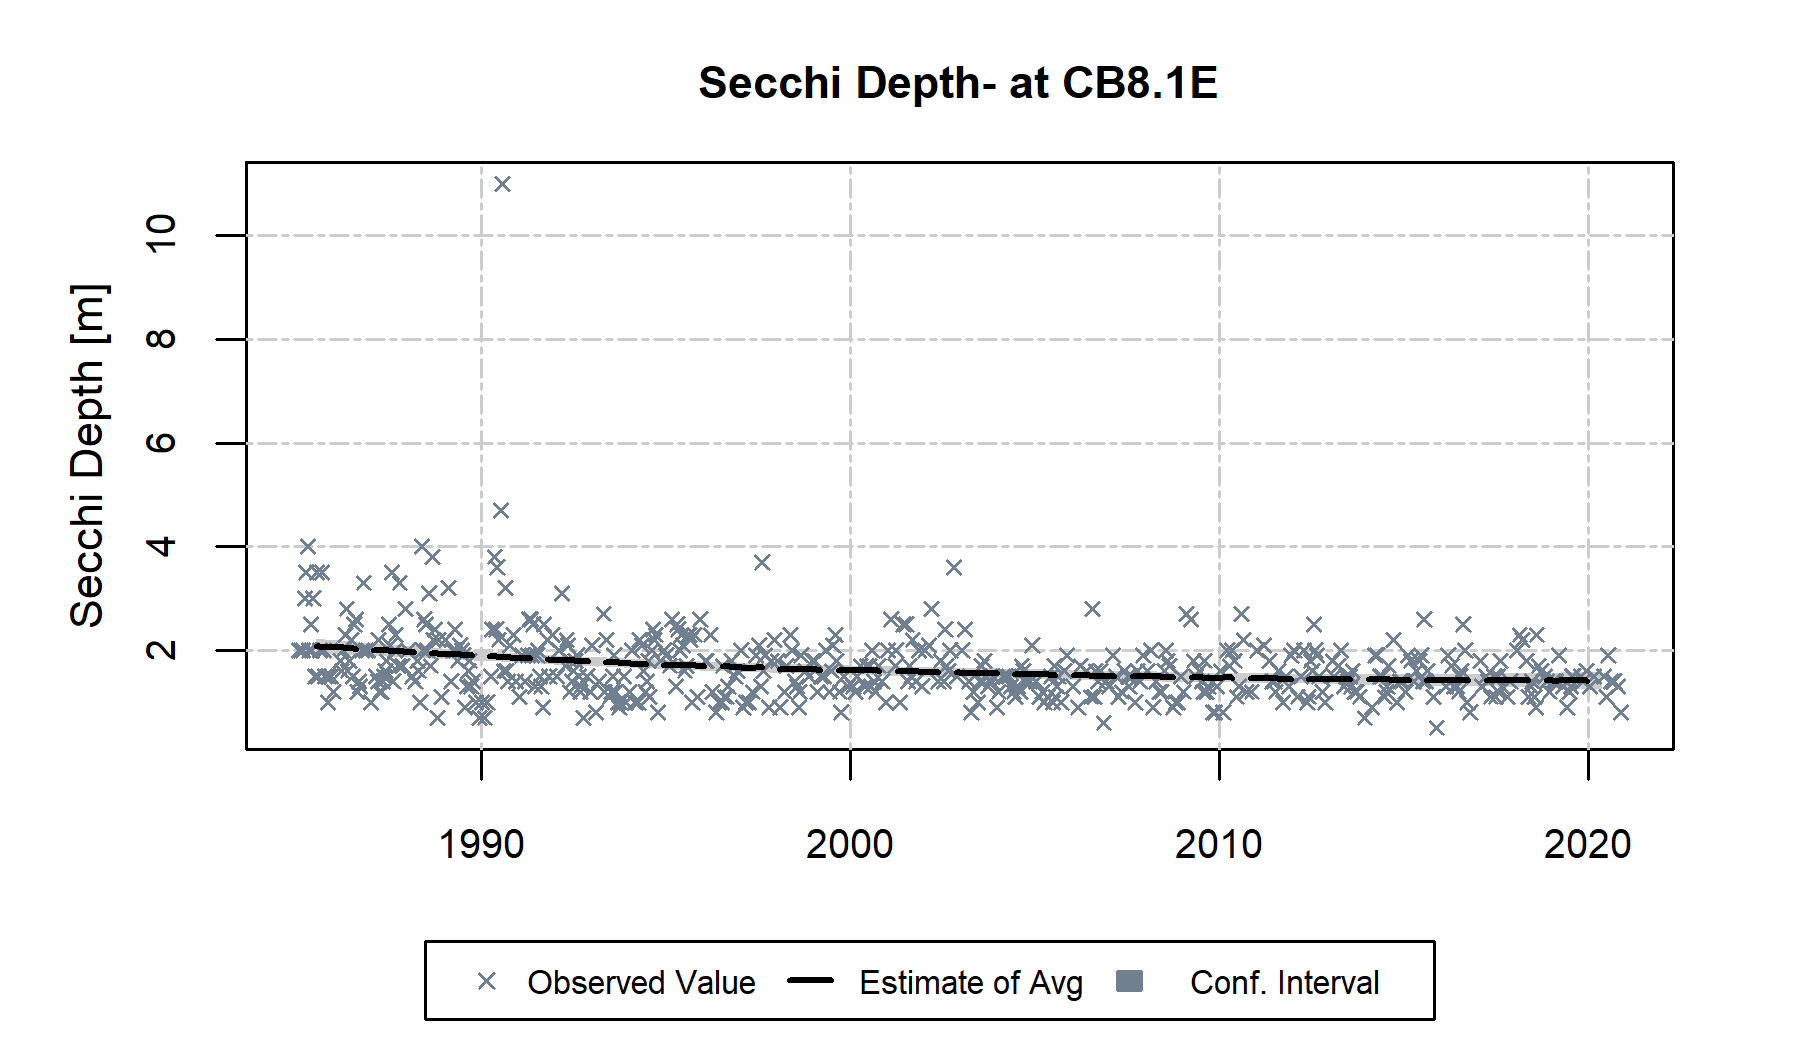 Secchi Depth- at CB8.1E
Secchi Depth [m]
10
8
6
4
2
1990 2000 2010 2020
Observed Value Estimate of Avg Conf. Interval